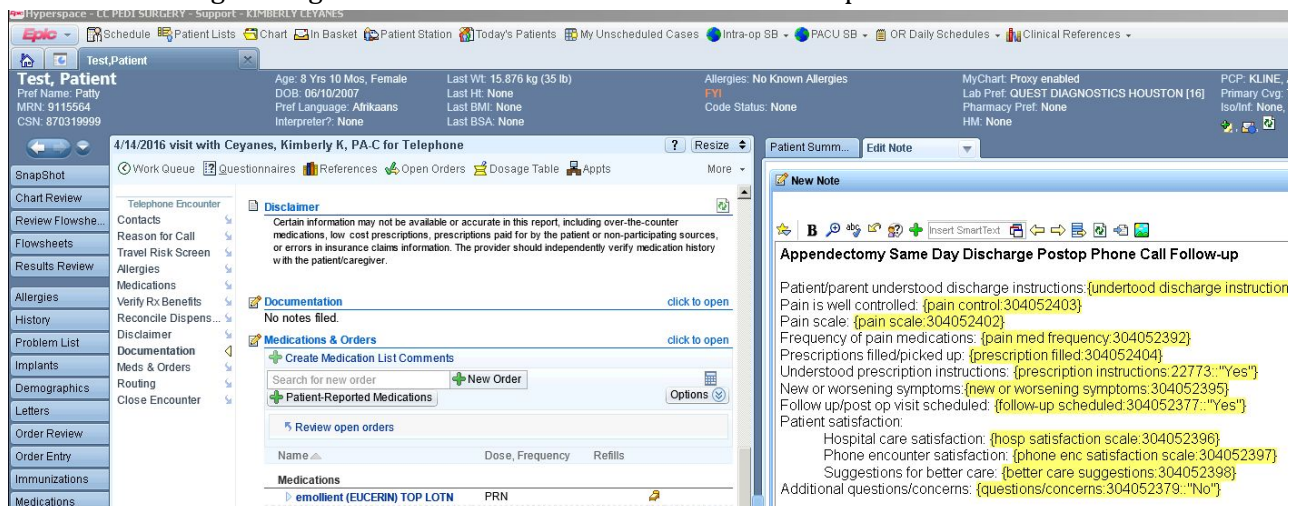 Hyperspace - LC PEDI SURGERY - Support - KIMBERLY CEYANES
Epic Schedule Patient Lists Chart In Basket Patient Station Today's Patients My Unscheduled Cases Intra-op SB PACU SB OR Daily Schedules Clinical References
Test,Patient
Test, Patient
Pref Name: Patty
MRN: 9115564
CSN: 870319999
Age: 8 Yrs 10 Mos, Female
DOB: 06/10/2007
Pref Language: Afrikaans
Interpreter?: None
Last Wt: 15.876 kg (35 lb)
Last Ht: None
Last BMI: None
Last BSA: None
Allergies: No Known Allergies
FYI
Code Status: None
MyChart: Proxy enabled
Lab Pref: QUEST DIAGNOSTICS HOUSTON [16]
Pharmacy Pref: None
HM: None
PCP: KLINE,
Primary Cvg:
Iso/Inf: None,
SnapShot
Chart Review
Review Flowshe...
Flowsheets
Results Review
Allergies
History
Problem List
Implants
Demographics
Letters
Order Review
Order Entry
Immunizations
Medications
4/14/2016 visit with Ceyanes, Kimberly K, PA-C for Telephone ? Resize
Work Queue Questionnaires References Open Orders Dosage Table Appts More
Telephone Encounter
Contacts
Reason for Call
Travel Risk Screen
Allergies
Medications
Verify Rx Benefits
Reconcile Dispens...
Disclaimer
Documentation
Meds & Orders
Routing
Close Encounter
Disclaimer
Certain information may not be available or accurate in this report, including over-the-counter
medications, low cost prescriptions, prescriptions paid for by the patient or non-participating sources,
or errors in insurance claims information. The provider should independently verify medication history
with the patient/caregiver.
Documentation click to open
No notes filed.
Medications & Orders click to open
Create Medication List Comments
Search for new order New Order
Patient-Reported Medications Options
Review open orders
Name Dose, Frequency Refills
Medications
emollient (EUCERIN) TOP LOTN PRN
Patient Summ... Edit Note
New Note
B abc Insert SmartText
Appendectomy Same Day Discharge Postop Phone Call Follow-up
Patient/parent understood discharge instructions:{undertood discharge instruction
Pain is well controlled: {pain control:304052403}
Pain scale: {pain scale:304052402}
Frequency of pain medications: {pain med frequency:304052392}
Prescriptions filled/picked up: {prescription filled:304052404}
Understood prescription instructions: {prescription instructions:22773::"Yes"}
New or worsening symptoms:{new or worsening symptoms:304052395}
Follow up/post op visit scheduled: {follow-up scheduled:304052377::"Yes"}
Patient satisfaction:
Hospital care satisfaction: {hosp satisfaction scale:304052396}
Phone encounter satisfaction: {phone enc satisfaction scale:304052397}
Suggestions for better care: {better care suggestions:304052398}
Additional questions/concerns: {questions/concerns:304052379::"No"}